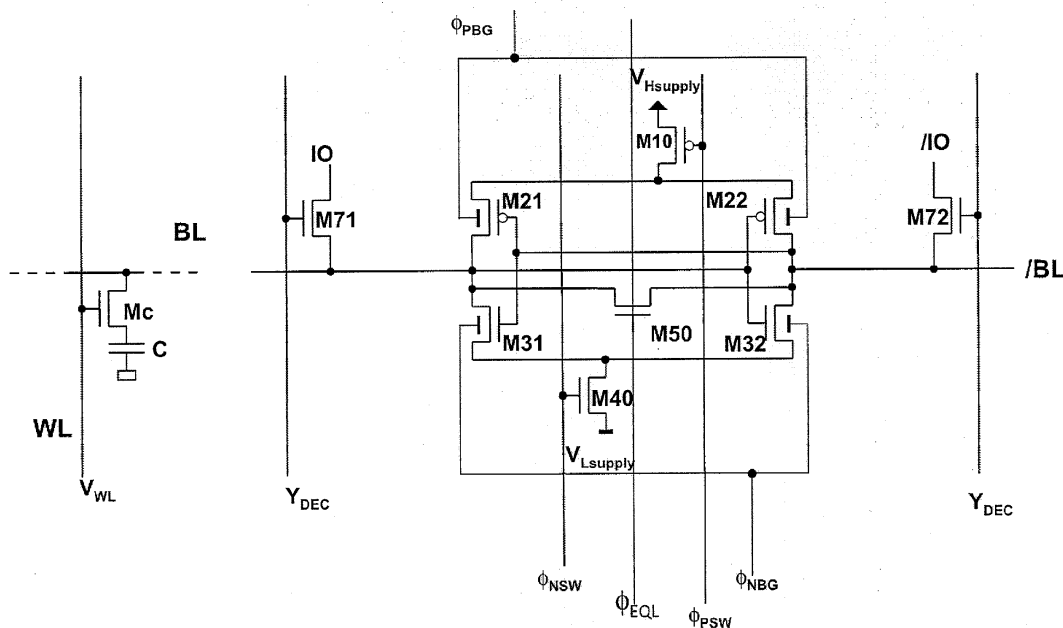 ϕPBG
VHsupply
M10
IO
/IO
M21
M22
M71
M72
BL
/BL
Mc
M31
M50
M32
C
M40
WL
VLsupply
VWL
YDEC
YDEC
ϕNSW
ϕEQL
ϕPSW
ϕNBG